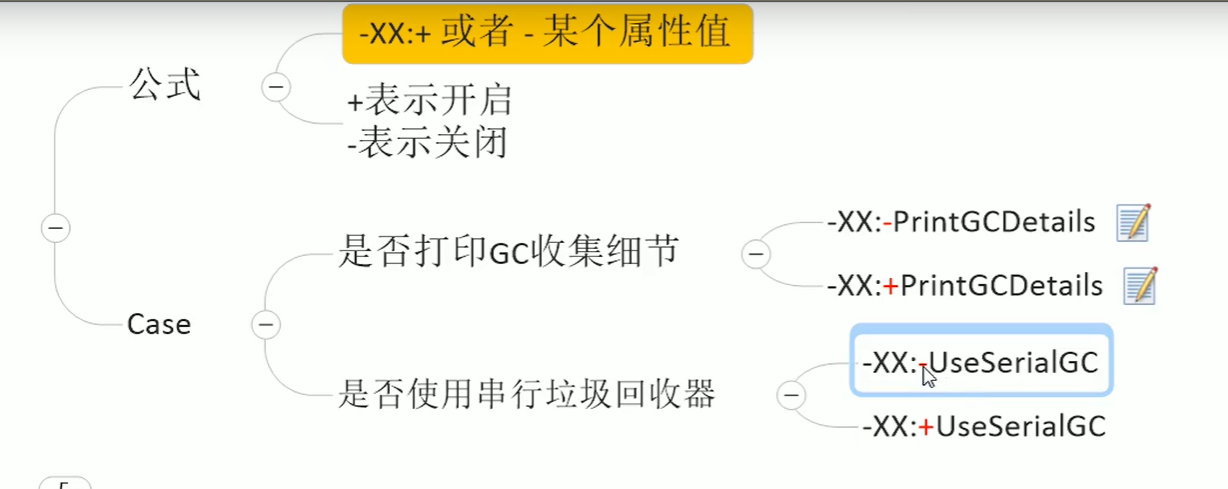 公式
-XX:+ 或者 - 某个属性值
+表示开启
-表示关闭
Case
是否打印GC收集细节
-XX:-PrintGCDetails
-XX:+PrintGCDetails
是否使用串行垃圾回收器
-XX:-UseSerialGC
-XX:+UseSerialGC